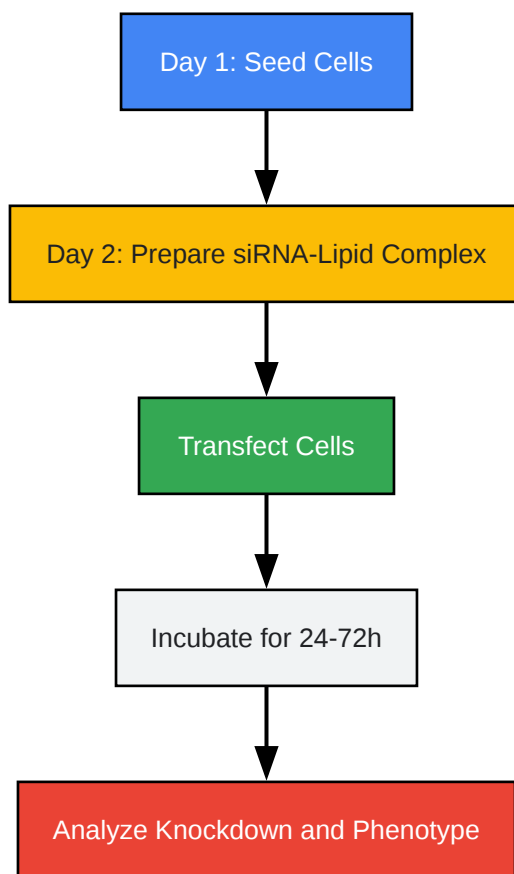 Day 1: Seed Cells
Day 2: Prepare siRNA-Lipid Complex
Transfect Cells
Incubate for 24-72h
Analyze Knockdown and Phenotype